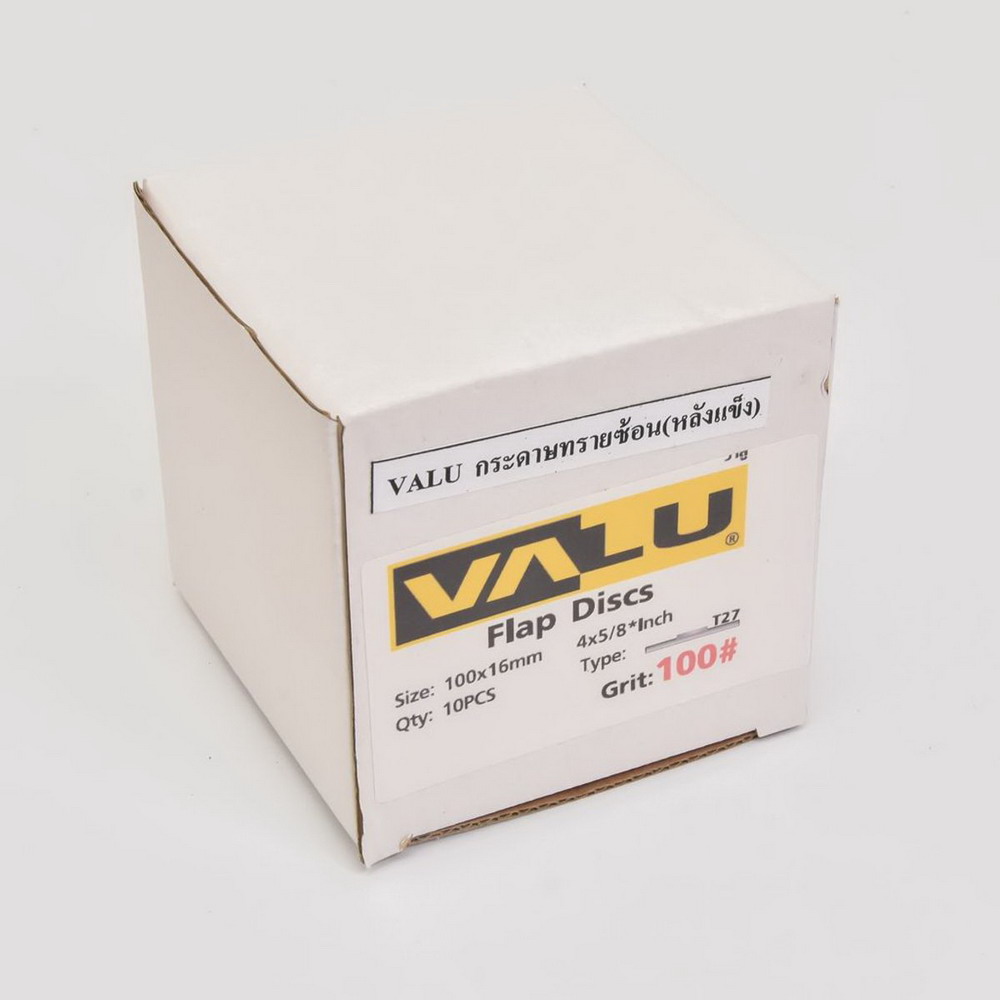 VALU กระดาษทรายซ้อน(หลังแข็ง)
VALU®
Flap Discs
Size: 100x16mm 4x5/8*Inch
Qty: 10PCS Type: T27
Grit: 100#